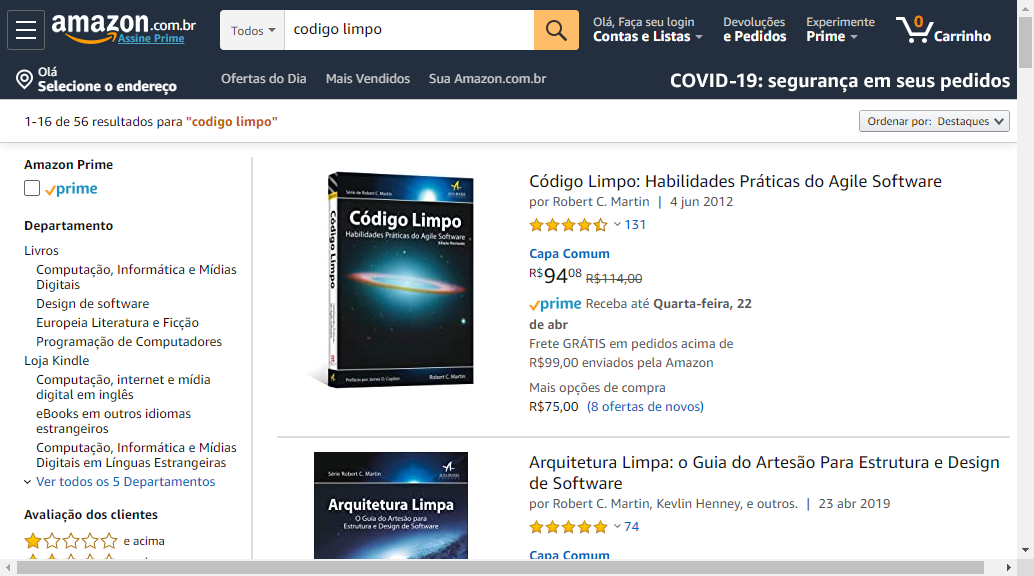 amazon.com.br
Assine Prime
Todos
codigo limpo
Olá, Faça seu login
Contas e Listas
Devoluções
e Pedidos
Experimente
Prime
0
Carrinho
Olá
Selecione o endereço
Ofertas do Dia
Mais Vendidos
Sua Amazon.com.br
COVID-19: segurança em seus pedidos
1-16 de 56 resultados para "codigo limpo"
Ordenar por: Destaques
Amazon Prime
prime
Departamento
Livros
Computação, Informática e Mídias
Digitais
Design de software
Europeia Literatura e Ficção
Programação de Computadores
Loja Kindle
Computação, internet e mídia
digital em inglês
eBooks em outros idiomas
estrangeiros
Computação, Informática e Mídias
Digitais em Línguas Estrangeiras
Ver todos os 5 Departamentos
Avaliação dos clientes
e acima
Série de Robert C. Martin
Código Limpo
Habilidades Práticas do Agile Software
Edição Revisada
Código Limpo
Prefácio por James O. Coplien
Robert C. Martin
Código Limpo: Habilidades Práticas do Agile Software
por Robert C. Martin | 4 jun 2012
131
Capa Comum
R$9408 R$114,00
prime Receba até Quarta-feira, 22
de abr
Frete GRÁTIS em pedidos acima de
R$99,00 enviados pela Amazon
Mais opções de compra
R$75,00 (8 ofertas de novos)
Série Robert C. Martin
Arquitetura Limpa
O Guia do Artesão para
Estrutura e Design de Software
Arquitetura Limpa: o Guia do Artesão Para Estrutura e Design
de Software
por Robert C. Martin, Kevlin Henney, e outros. | 23 abr 2019
74
Capa Comum